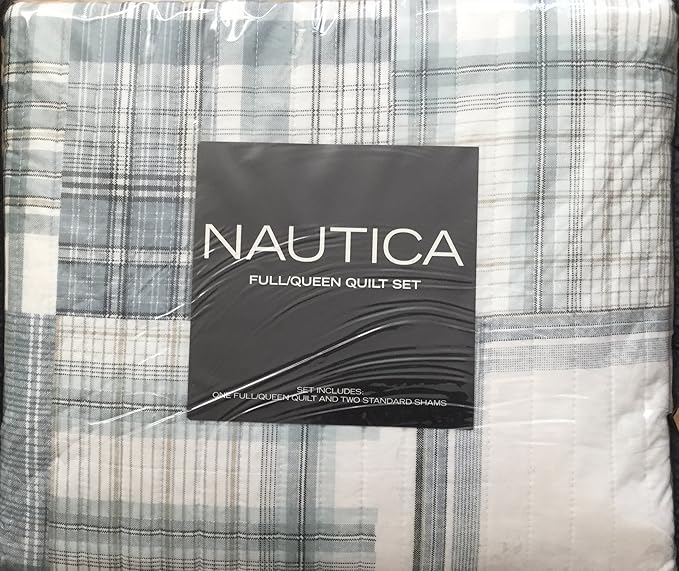 NAUTICA
FULL/QUEEN QUILT SET
SET INCLUDES:
ONE FULL/QUEEN QUILT AND TWO STANDARD SHAMS